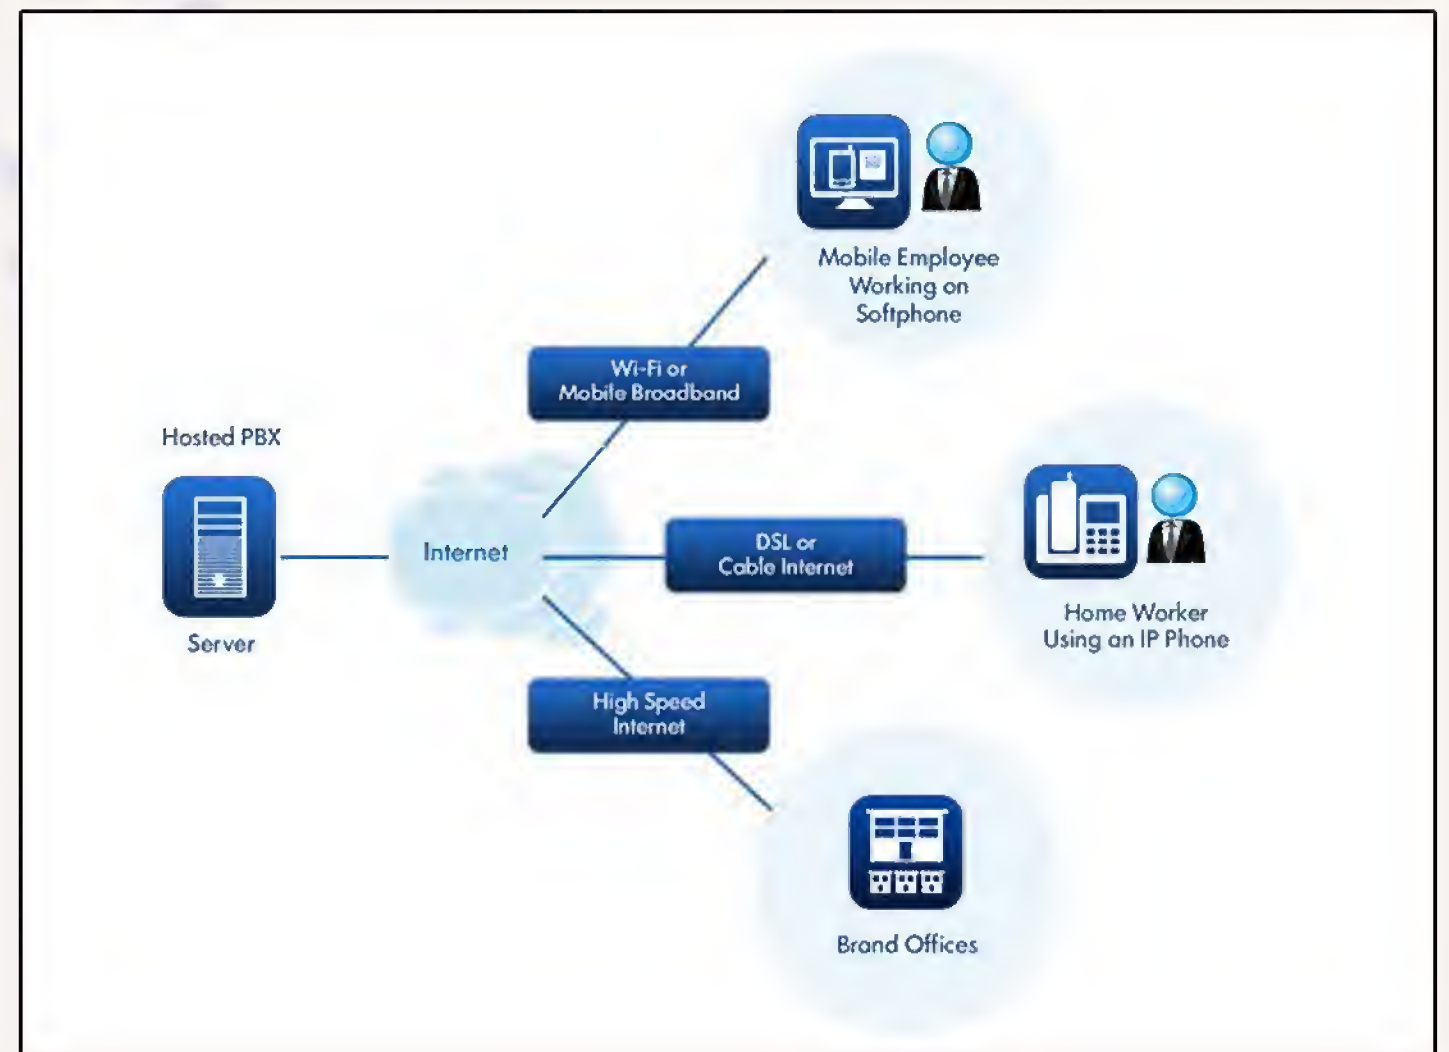 Mobile Employee
Working on
Softphone
Wi-Fi or
Mobile Broadband
Hosted PBX
Server
Internet
DSL or
Cable Internet
Home Worker
Using an IP Phone
High Speed
Internet
Brand Offices